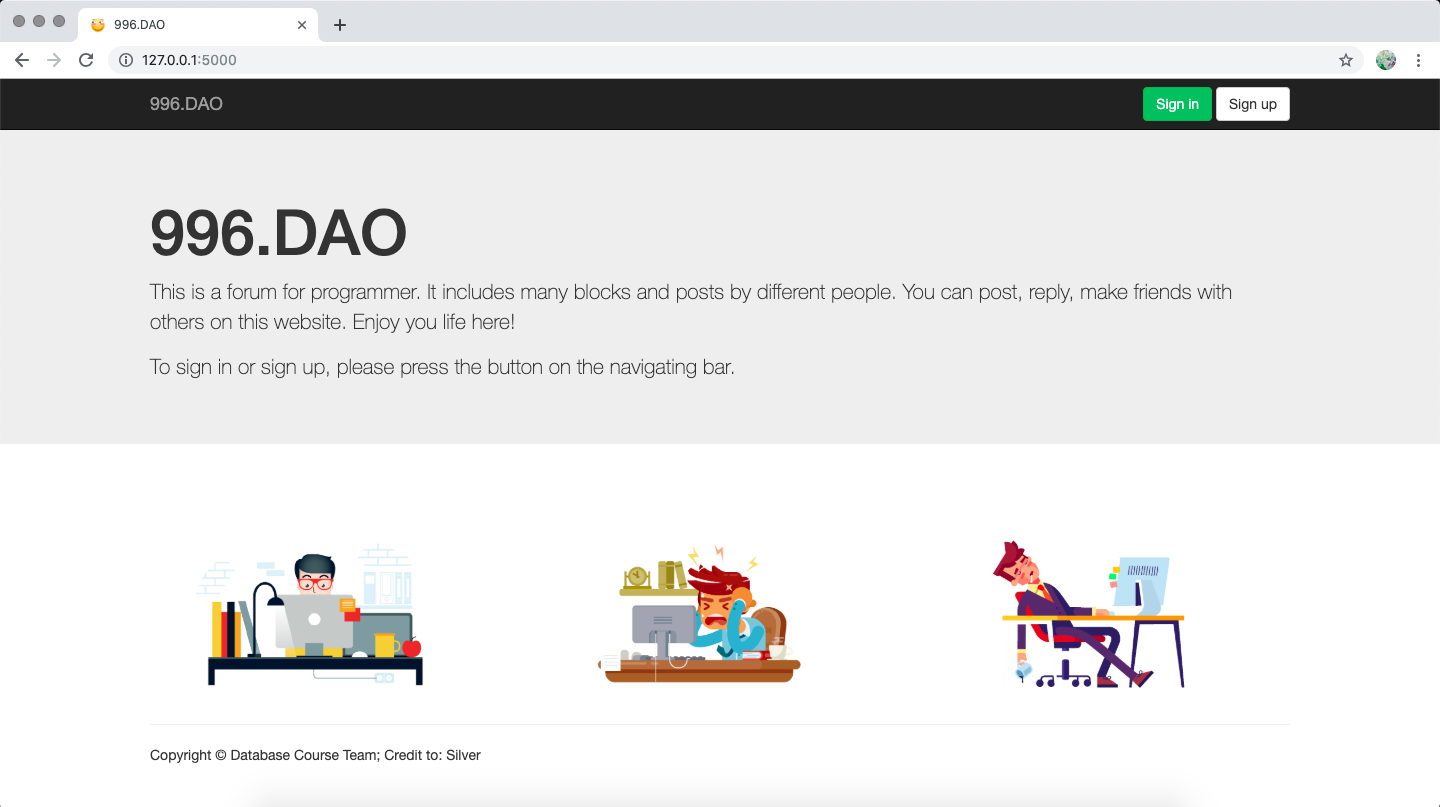 996.DAO
127.0.0.1:5000
996.DAO
Sign in
Sign up
996.DAO
This is a forum for programmer. It includes many blocks and posts by different people. You can post, reply, make friends with
others on this website. Enjoy you life here!
To sign in or sign up, please press the button on the navigating bar.
Copyright © Database Course Team; Credit to: Silver